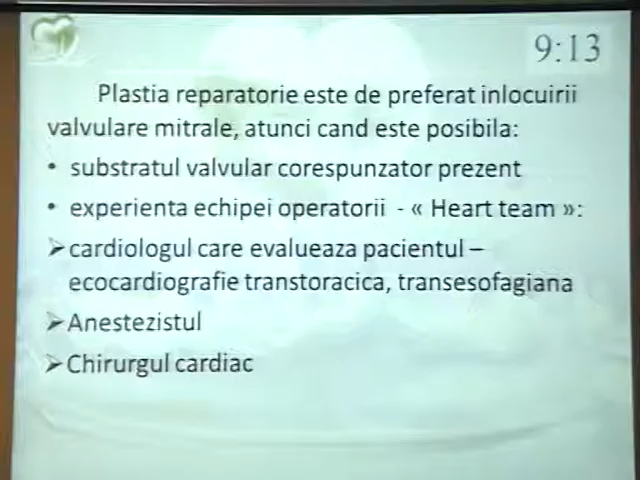 9:13
Plastia reparatorie este de preferat inlocuirii
valvulare mitrale, atunci cand este posibila:
• substratul valvular corespunzator prezent
• experienta echipei operatorii - « Heart team »:
➢ cardiologul care evalueaza pacientul –
ecocardiografie transtoracica, transesofagiana
➢ Anestezistul
➢ Chirurgul cardiac